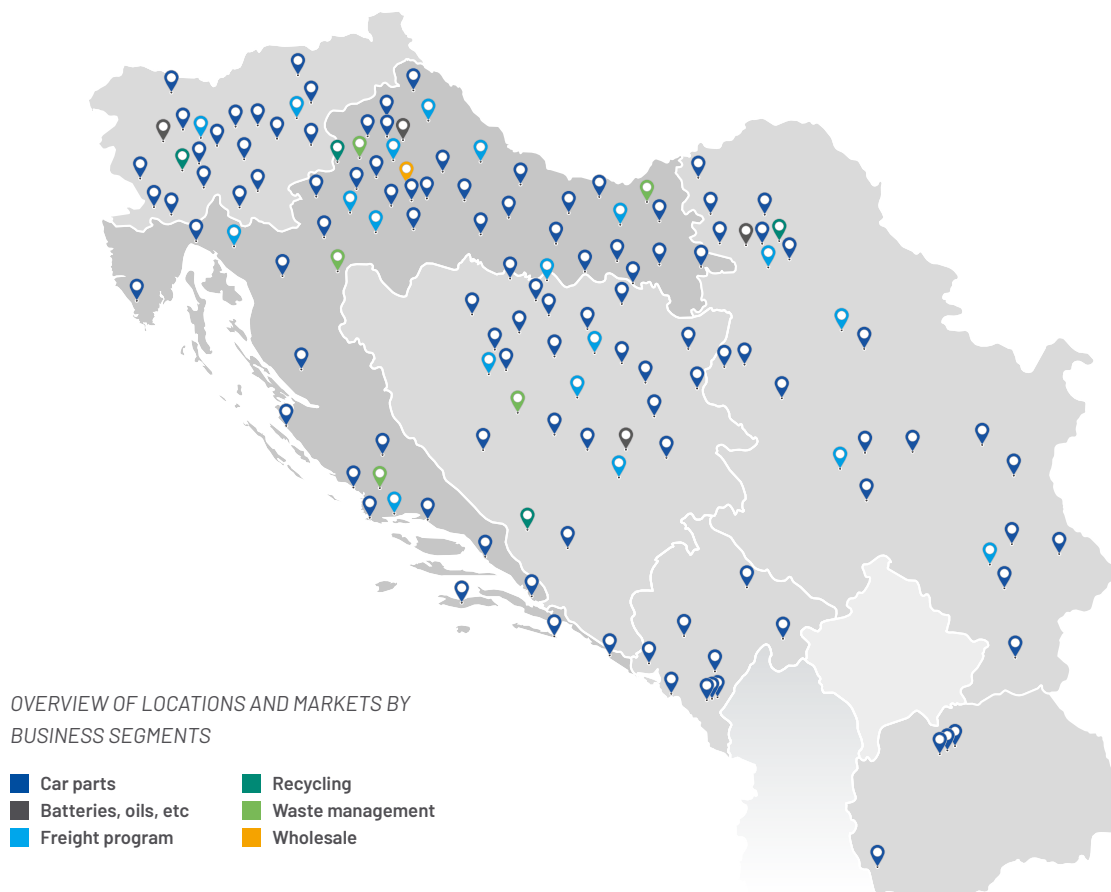 OVERVIEW OF LOCATIONS AND MARKETS BY
BUSINESS SEGMENTS
Car parts
Batteries, oils, etc
Freight program
Recycling
Waste management
Wholesale